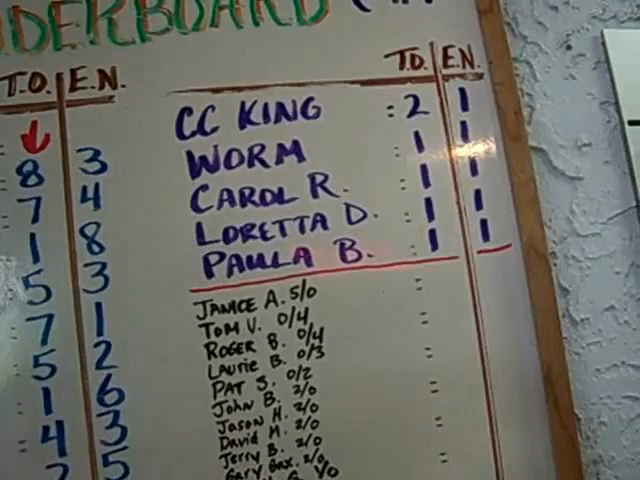 DERBOARD
T.O. E.N.
8 3
7 4
1 8
5 3
7 1
5 2
1 6
4 3
5
T.O. E.N.
CC KING : 2 1
WORM : 1 1
CAROL R. : 1 1
LORETTA D. : 1 1
PAULA B. : 1 1
JANICE A. 5/0
TOM V. 0/4
ROGER B. 0/4
LAURIE B. 0/3
PAT S. 0/2
JOHN B. 2/0
JASON H. 2/0
DAVID M. 2/0
JERRY B. 2/0